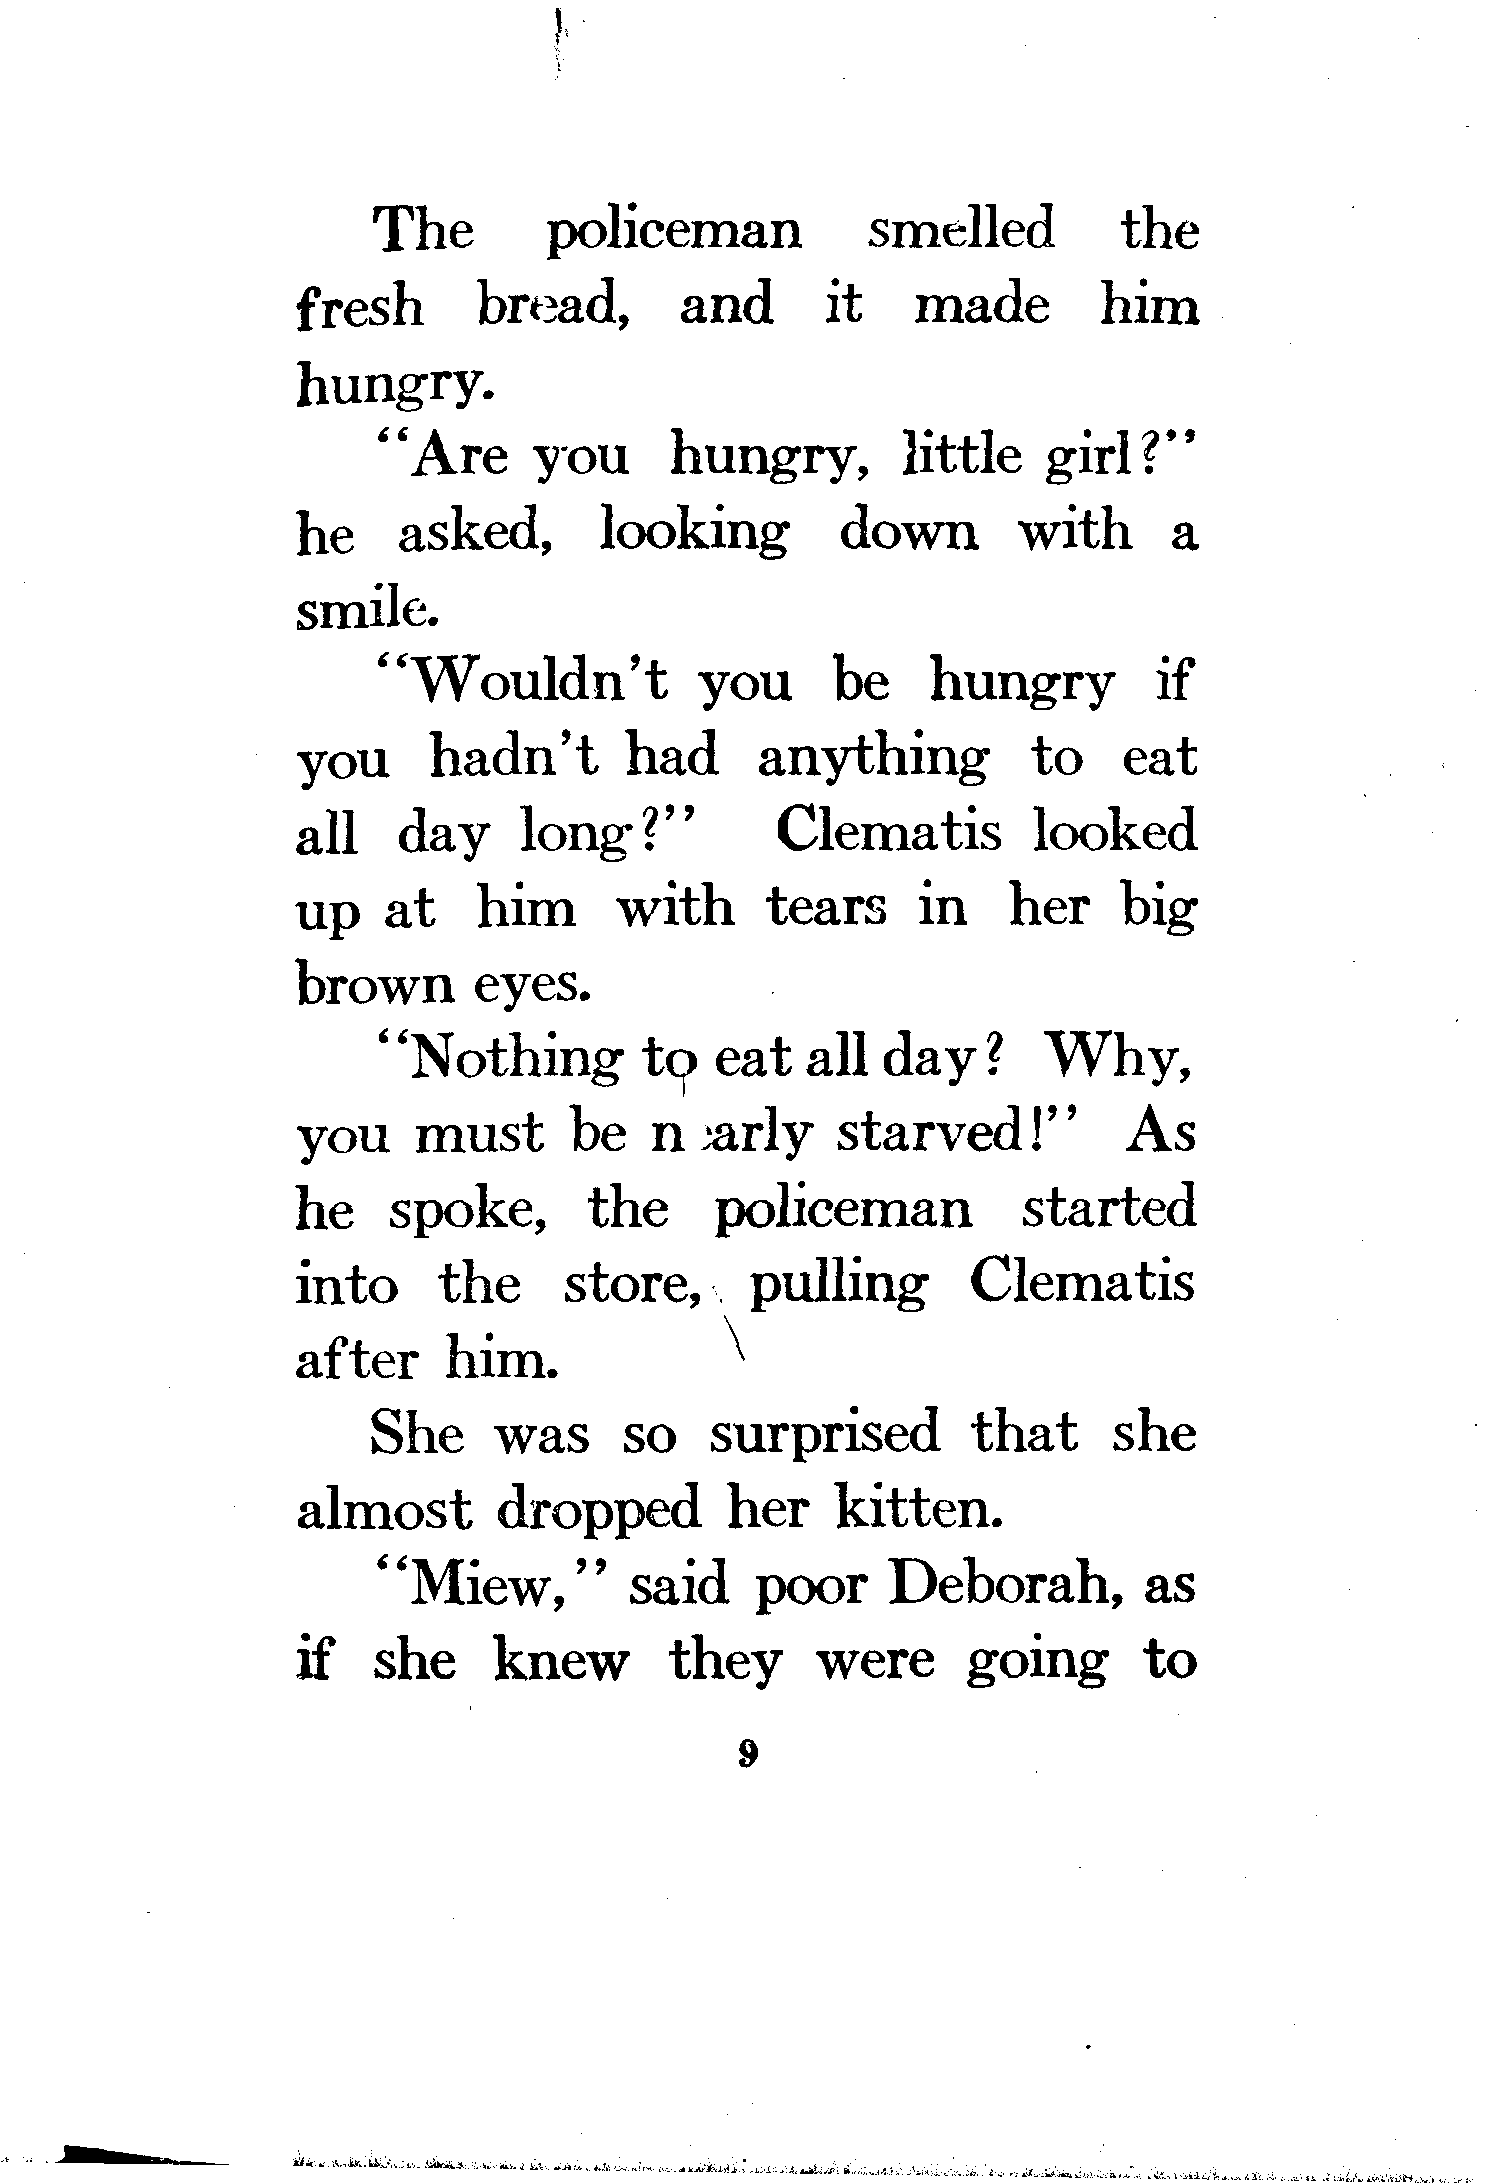 The policeman smelled the
fresh bread, and it made him
hungry.
"Are you hungry, little girl?"
he asked, looking down with a
smile.
"Wouldn't you be hungry if
you hadn't had anything to eat
all day long?" Clematis looked
up at him with tears in her big
brown eyes.
"Nothing to eat all day? Why,
you must be nearly starved!" As
he spoke, the policeman started
into the store, pulling Clematis
after him.
She was so surprised that she
almost dropped her kitten.
"Miew," said poor Deborah, as
if she knew they were going to
9